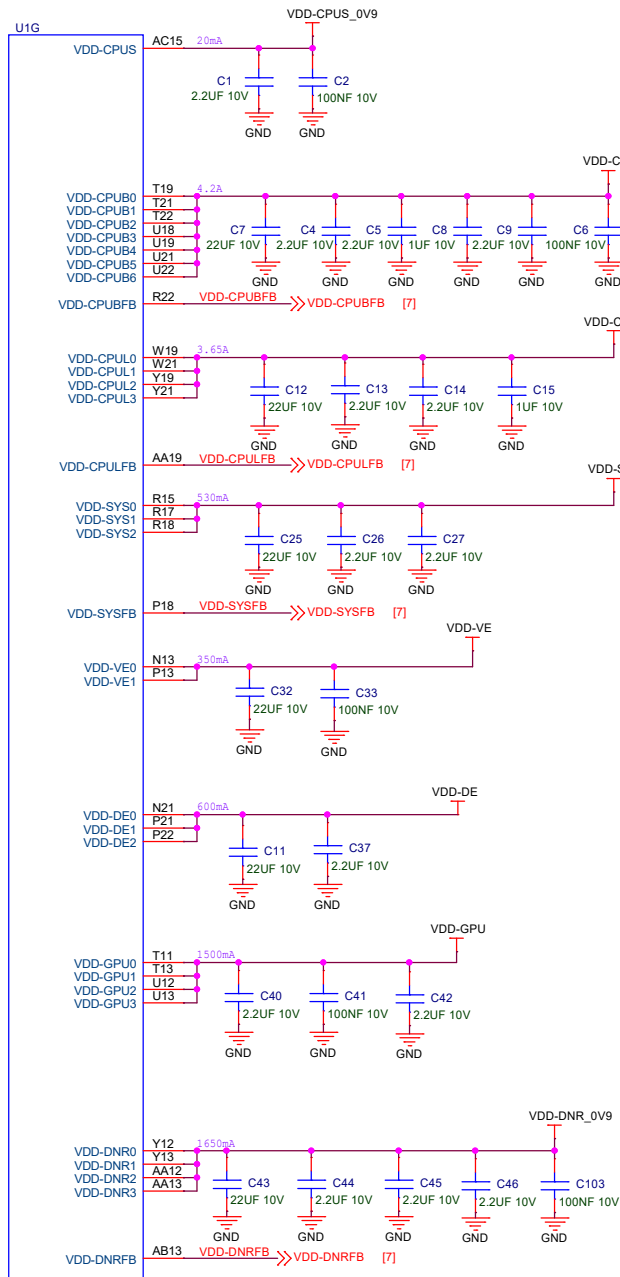 U1G
VDD-CPUS_0V9
VDD-CPUS AC15 20mA
C1 C2
2.2UF 10V 100NF 10V
GND GND
VDD-C
VDD-CPUB0 T19 4.2A
VDD-CPUB1 T21
VDD-CPUB2 T22
VDD-CPUB3 U18
VDD-CPUB4 U19
VDD-CPUB5 U21
VDD-CPUB6 U22
C7 C4 C5 C8 C9 C6
22UF 10V 2.2UF 10V 2.2UF 10V 1UF 10V 2.2UF 10V 100NF 10V
GND GND GND GND GND GND
VDD-CPUBFB R22 VDD-CPUBFB VDD-CPUBFB [7]
VDD-C
VDD-CPUL0 W19 3.65A
VDD-CPUL1 W21
VDD-CPUL2 Y19
VDD-CPUL3 Y21
C12 C13 C14 C15
22UF 10V 2.2UF 10V 2.2UF 10V 1UF 10V
GND GND GND GND
VDD-CPULFB AA19 VDD-CPULFB VDD-CPULFB [7]
VDD-S
VDD-SYS0 R15 530mA
VDD-SYS1 R17
VDD-SYS2 R18
C25 C26 C27
22UF 10V 2.2UF 10V 2.2UF 10V
GND GND GND
VDD-SYSFB P18 VDD-SYSFB VDD-SYSFB [7]
VDD-VE
VDD-VE0 N13 350mA
VDD-VE1 P13
C32 C33
22UF 10V 100NF 10V
GND GND
VDD-DE
VDD-DE0 N21 600mA
VDD-DE1 P21
VDD-DE2 P22
C11 C37
22UF 10V 2.2UF 10V
GND GND
VDD-GPU
VDD-GPU0 T11 1500mA
VDD-GPU1 T13
VDD-GPU2 U12
VDD-GPU3 U13
C40 C41 C42
2.2UF 10V 100NF 10V 2.2UF 10V
GND GND GND
VDD-DNR_0V9
VDD-DNR0 Y12 1650mA
VDD-DNR1 Y13
VDD-DNR2 AA12
VDD-DNR3 AA13
C43 C44 C45 C46 C103
22UF 10V 2.2UF 10V 2.2UF 10V 2.2UF 10V 100NF 10V
GND GND GND GND GND
VDD-DNRFB AB13 VDD-DNRFB VDD-DNRFB [7]